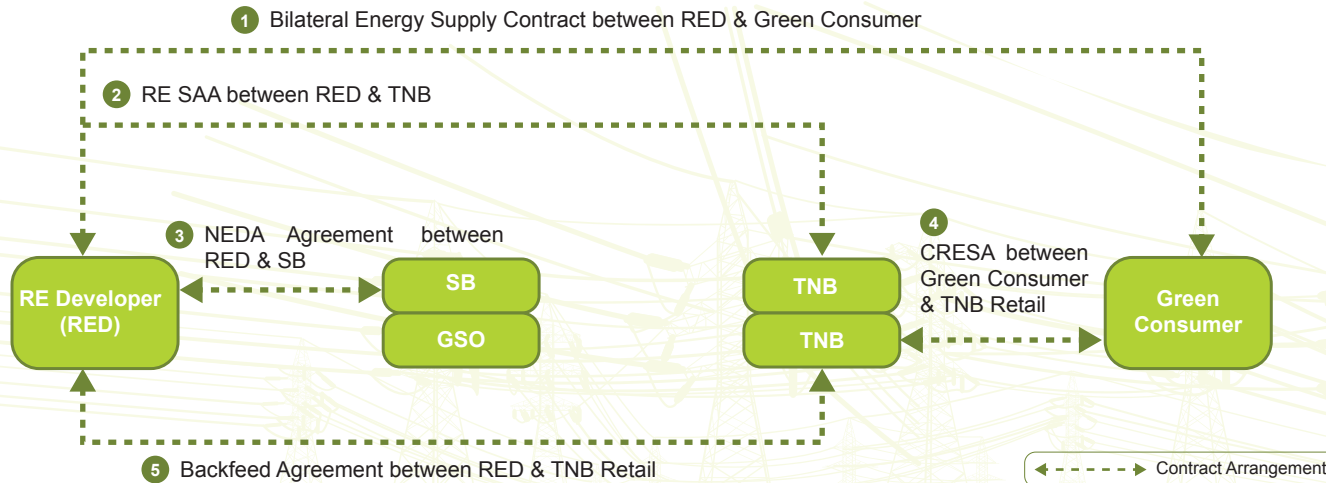 1 Bilateral Energy Supply Contract between RED & Green Consumer
2 RE SAA between RED & TNB
3 NEDA Agreement between
RED & SB
4
CRESA between
Green Consumer
& TNB Retail
RE Developer
(RED)
SB
GSO
TNB
TNB
Green
Consumer
5 Backfeed Agreement between RED & TNB Retail
Contract Arrangement